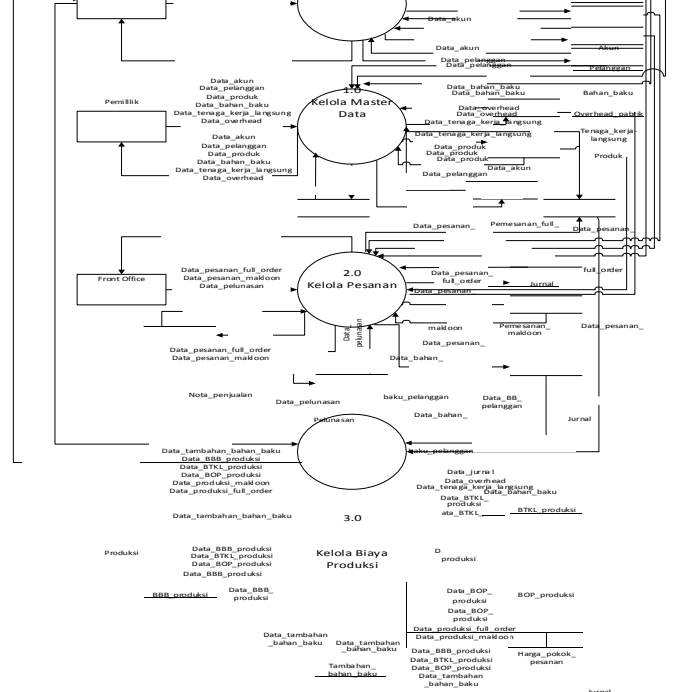 Data_akun
Data_akun
Akun
Data_pelanggan
Data_pelanggan
Pelanggan
Data_akun
Data_pelanggan
Data_produk
Data_bahan_baku
Data_tenaga_kerja_langsung
Data_overhead
Pemillik
Data_akun
Data_pelanggan
Data_produk
Data_bahan_baku
Data_tenaga_kerja_langsung
Data_overhead
1.0
Kelola Master
Data
Data_bahan_baku
Data_bahan_baku
Bahan_baku
Data_overhead
Data_overhead
Overhead_pabrik
Data_tenaga_kerja_langsung
Data_tenaga_kerja_langsung
Tenaga_kerja-
langsung
Data_produk
Data_produk
Data_produk
Produk
Data_akun
Data_pelanggan
Data_pesanan_
Pemesanan_full_
Data_pesanan_
Front Office
Data_pesanan_full_order
Data_pesanan_makloon
Data_pelunasan
2.0
Kelola Pesanan
Data_pesanan_
full_order
full_order
Jurnal
Data_pesanan_
Data_
pelunasan
makloon
Pemesanan_
makloon
Data_pesanan_
Data_pesanan_
Data_pesanan_full_order
Data_pesanan_makloon
Data_bahan_
Nota_penjualan
Data_pelunasan
baku_pelanggan
Data_BB_
pelanggan
Pelunasan
Data_bahan_
Jurnal
baku_pelanggan
Data_tambahan_bahan_baku
Data_BBB_produksi
Data_BTKL_produksi
Data_BOP_produksi
Data_produksi_makloon
Data_produksi_full_order
Data_jurnal
Data_overhead
Data_tenaga_kerja_langsung
Data_bahan_baku
Data_BTKL_
produksi
ata_BTKL_
BTKL_produksi
Data_tambahan_bahan_baku
3.0
Kelola Biaya
Produksi
Produksi
Data_BBB_produksi
Data_BTKL_produksi
Data_BOP_produksi
Data_BBB_produksi
D
produksi
BBB_produksi
Data_BBB_
produksi
Data_BOP_
produksi
BOP_produksi
Data_BOP_
produksi
Data_produksi_full_order
Data_produksi_makloon
Data_tambahan
_bahan_baku
Data_tambahan
_bahan_baku
Tambahan_
bahan_baku
Data_BBB_produksi
Data_BTKL_produksi
Data_BOP_produksi
Data_tambahan
_bahan_baku
Harga_pokok_
pesanan
Jurnal